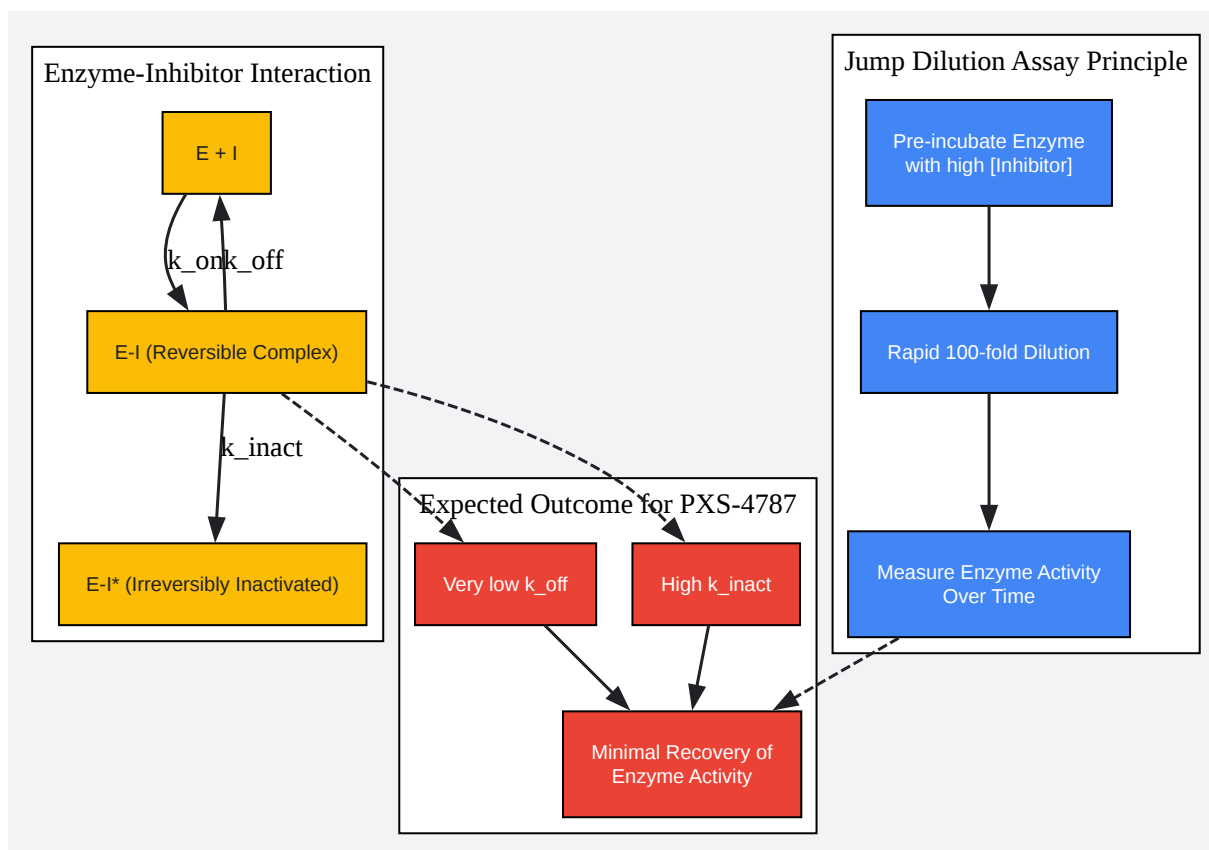 Enzyme-Inhibitor Interaction
E + I
k_on
k_off
E-I (Reversible Complex)
k_inact
E-I* (Irreversibly Inactivated)
Jump Dilution Assay Principle
Pre-incubate Enzyme
with high [Inhibitor]
Rapid 100-fold Dilution
Measure Enzyme Activity
Over Time
Expected Outcome for PXS-4787
Very low k_off
High k_inact
Minimal Recovery of
Enzyme Activity